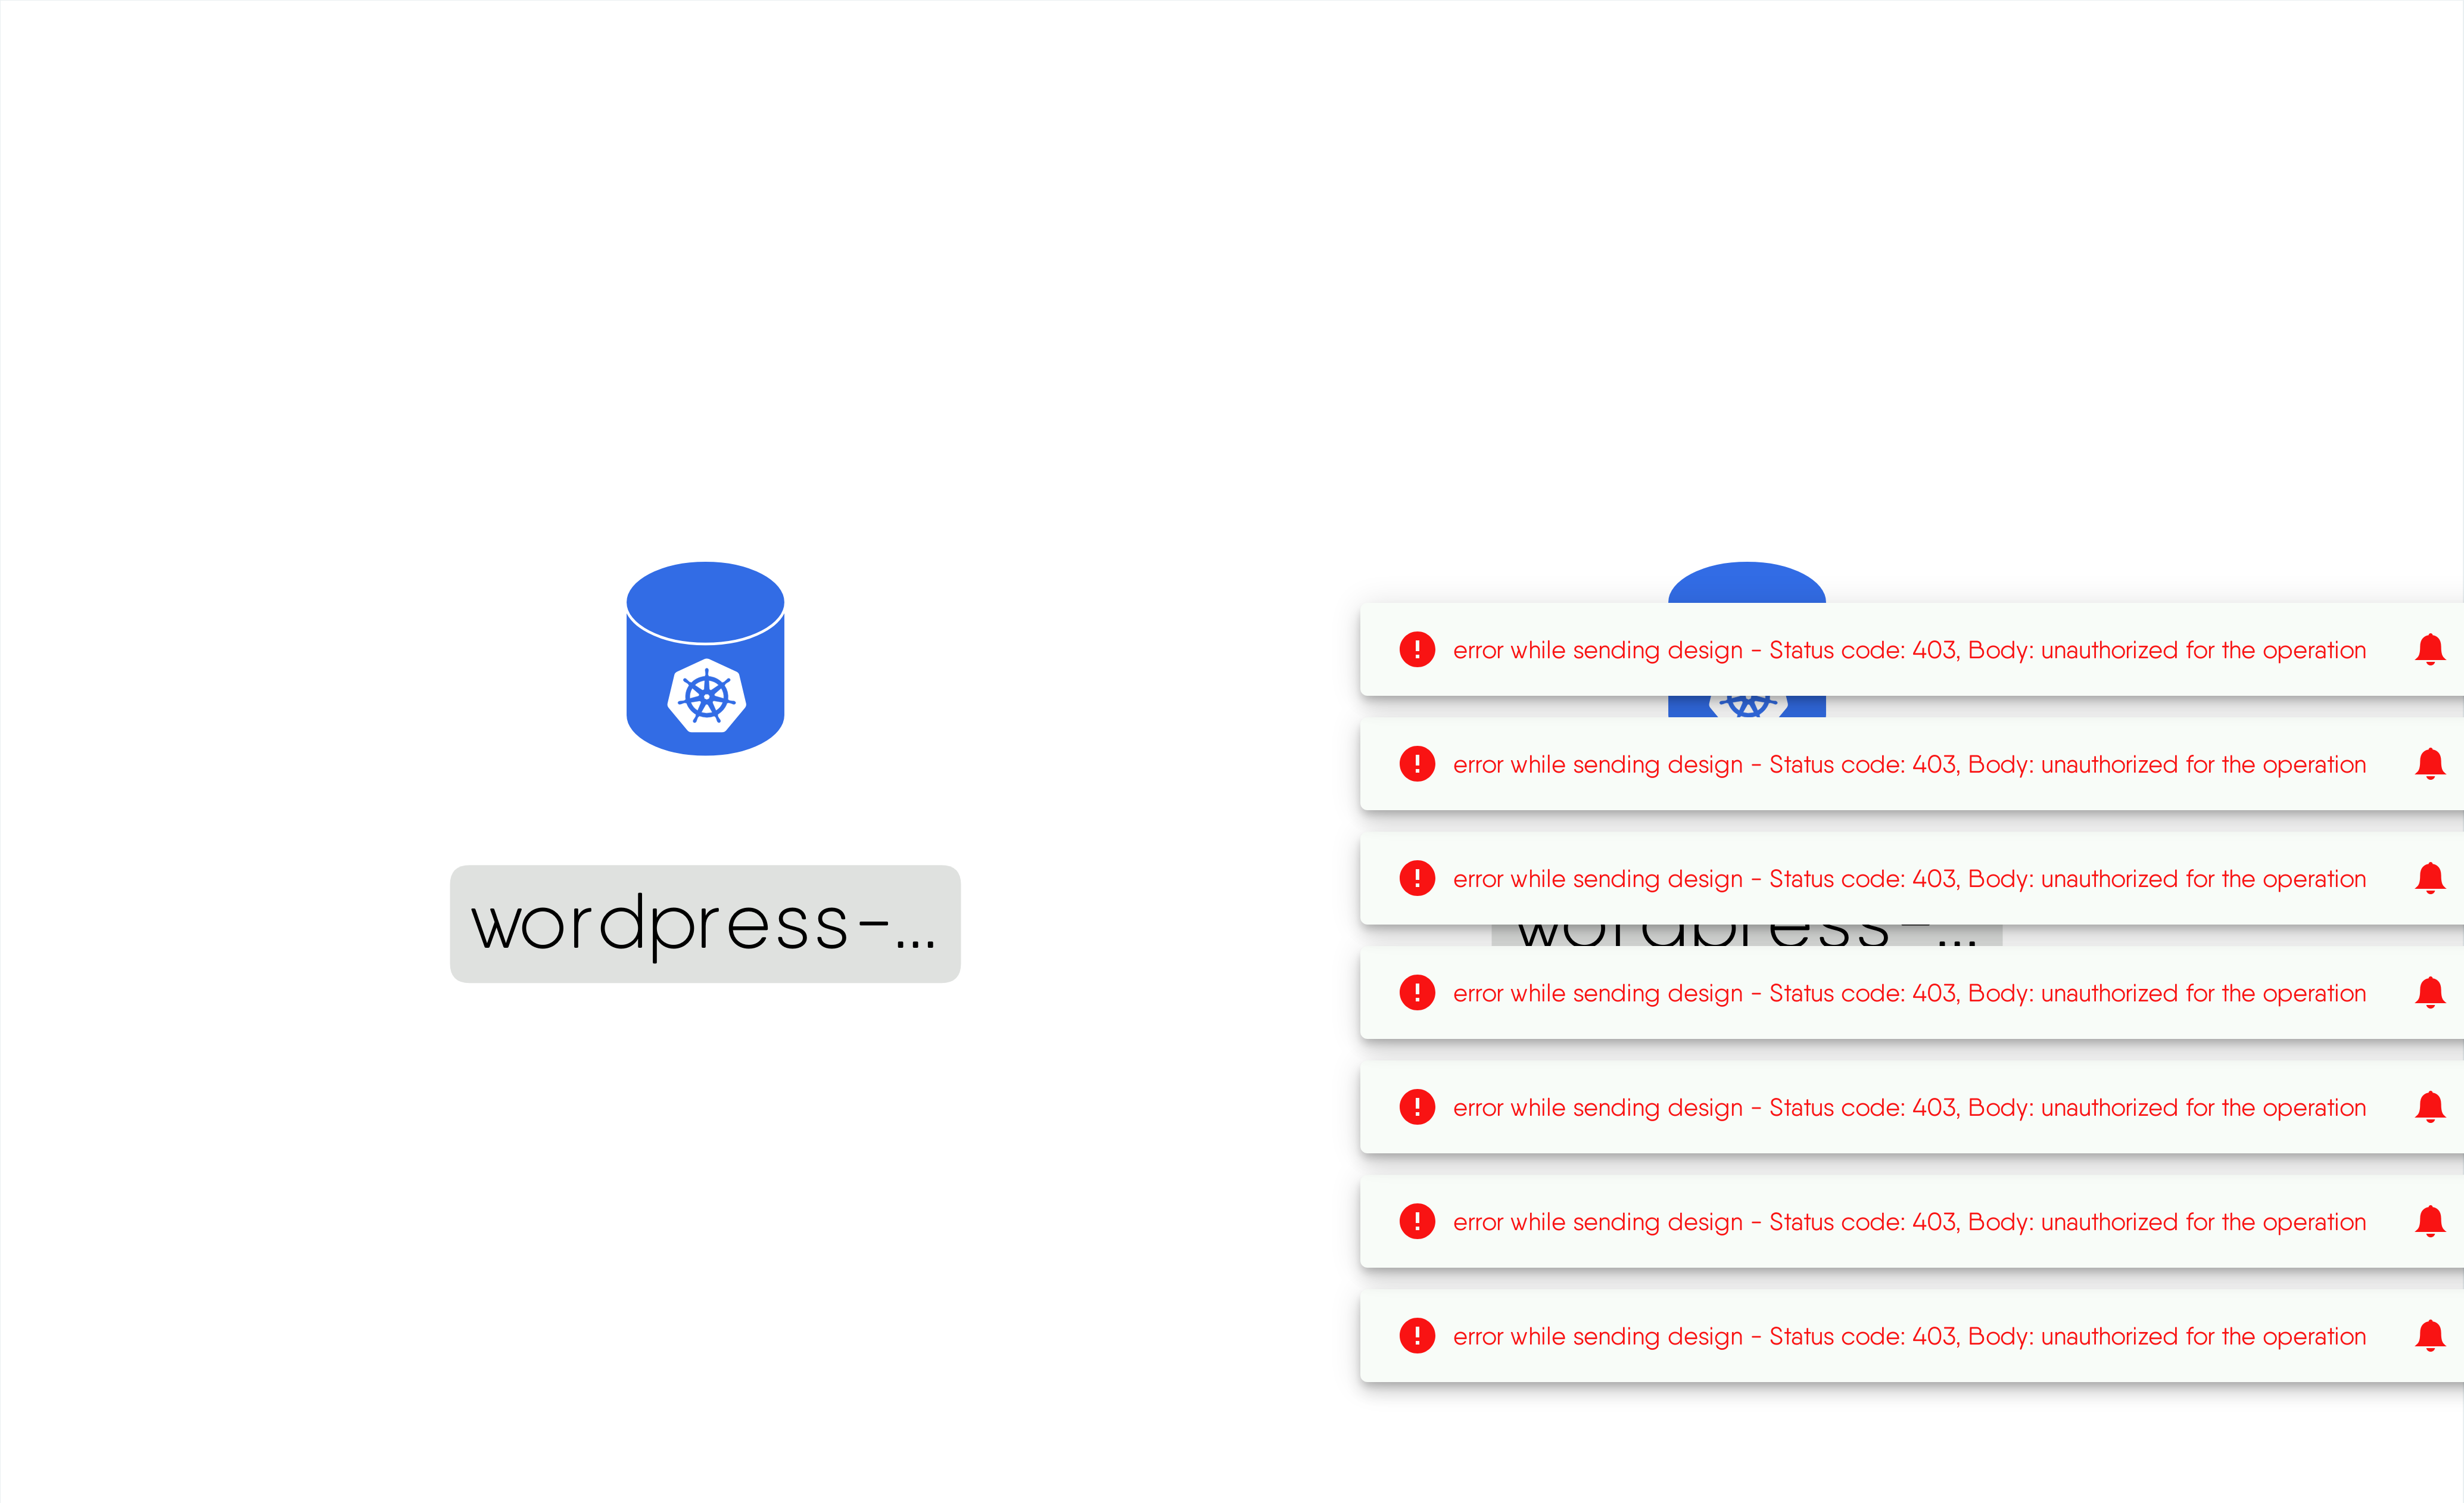 error while sending design - Status code: 403, Body: unauthorized for the operation
error while sending design - Status code: 403, Body: unauthorized for the operation
error while sending design - Status code: 403, Body: unauthorized for the operation
wordpress-...
wordpress-...
error while sending design - Status code: 403, Body: unauthorized for the operation
error while sending design - Status code: 403, Body: unauthorized for the operation
error while sending design - Status code: 403, Body: unauthorized for the operation
error while sending design - Status code: 403, Body: unauthorized for the operation